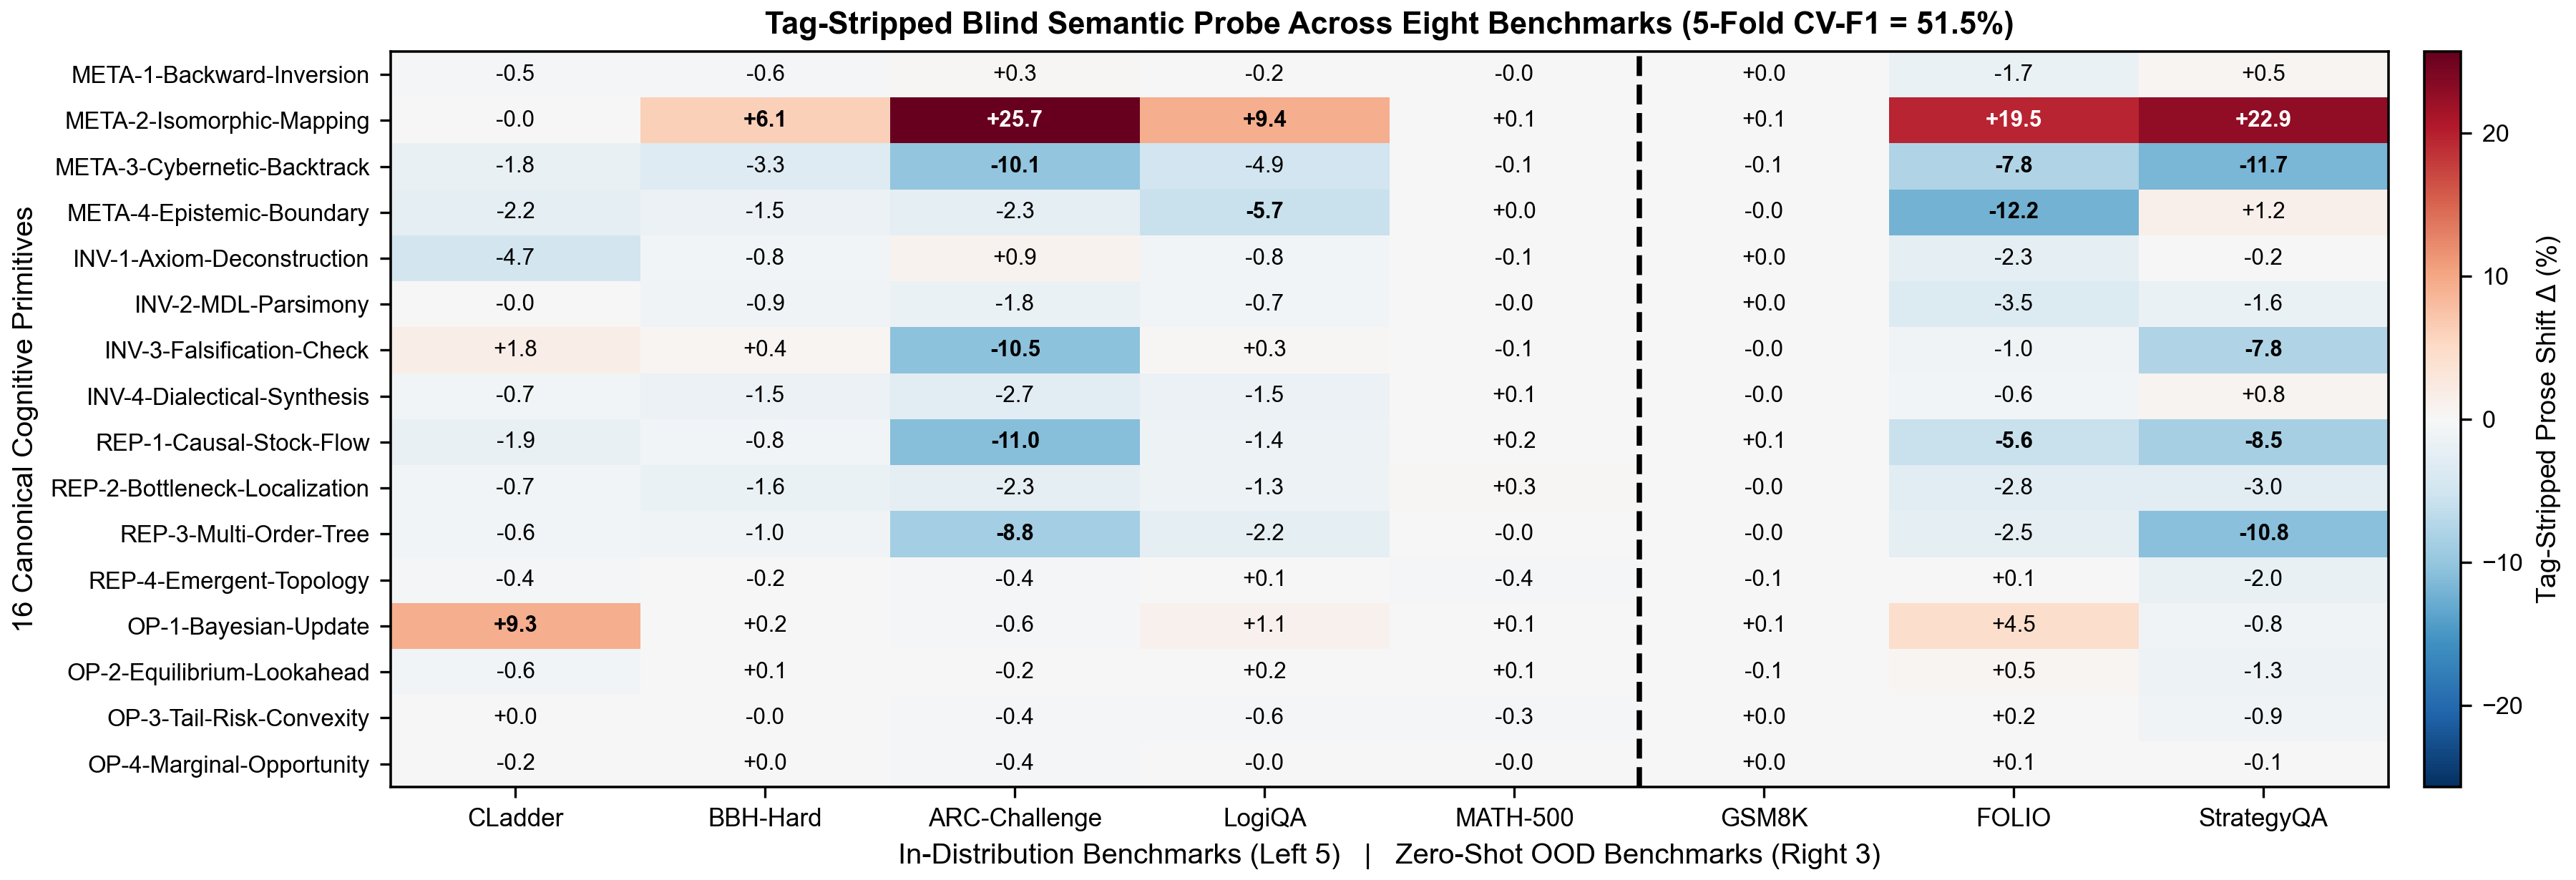 Tag-Stripped Blind Semantic Probe Across Eight Benchmarks (5-Fold CV-F1 = 51.5%)
16 Canonical Cognitive Primitives
META-1-Backward-Inversion -0.5 -0.6 +0.3 -0.2 -0.0 +0.0 -1.7 +0.5
META-2-Isomorphic-Mapping -0.0 +6.1 +25.7 +9.4 +0.1 +0.1 +19.5 +22.9
META-3-Cybernetic-Backtrack -1.8 -3.3 -10.1 -4.9 -0.1 -0.1 -7.8 -11.7
META-4-Epistemic-Boundary -2.2 -1.5 -2.3 -5.7 +0.0 -0.0 -12.2 +1.2
INV-1-Axiom-Deconstruction -4.7 -0.8 +0.9 -0.8 -0.1 +0.0 -2.3 -0.2
INV-2-MDL-Parsimony -0.0 -0.9 -1.8 -0.7 -0.0 +0.0 -3.5 -1.6
INV-3-Falsification-Check +1.8 +0.4 -10.5 +0.3 -0.1 -0.0 -1.0 -7.8
INV-4-Dialectical-Synthesis -0.7 -1.5 -2.7 -1.5 +0.1 -0.0 -0.6 +0.8
REP-1-Causal-Stock-Flow -1.9 -0.8 -11.0 -1.4 +0.2 +0.1 -5.6 -8.5
REP-2-Bottleneck-Localization -0.7 -1.6 -2.3 -1.3 +0.3 -0.0 -2.8 -3.0
REP-3-Multi-Order-Tree -0.6 -1.0 -8.8 -2.2 -0.0 -0.0 -2.5 -10.8
REP-4-Emergent-Topology -0.4 -0.2 -0.4 +0.1 -0.4 -0.1 +0.1 -2.0
OP-1-Bayesian-Update +9.3 +0.2 -0.6 +1.1 +0.1 +0.1 +4.5 -0.8
OP-2-Equilibrium-Lookahead -0.6 +0.1 -0.2 +0.2 +0.1 -0.1 +0.5 -1.3
OP-3-Tail-Risk-Convexity +0.0 -0.0 -0.4 -0.6 -0.3 +0.0 +0.2 -0.9
OP-4-Marginal-Opportunity -0.2 +0.0 -0.4 -0.0 -0.0 +0.0 +0.1 -0.1
CLadder BBH-Hard ARC-Challenge LogiQA MATH-500 GSM8K FOLIO StrategyQA
In-Distribution Benchmarks (Left 5) | Zero-Shot OOD Benchmarks (Right 3)
20
10
0
−10
−20
Tag-Stripped Prose Shift Δ (%)